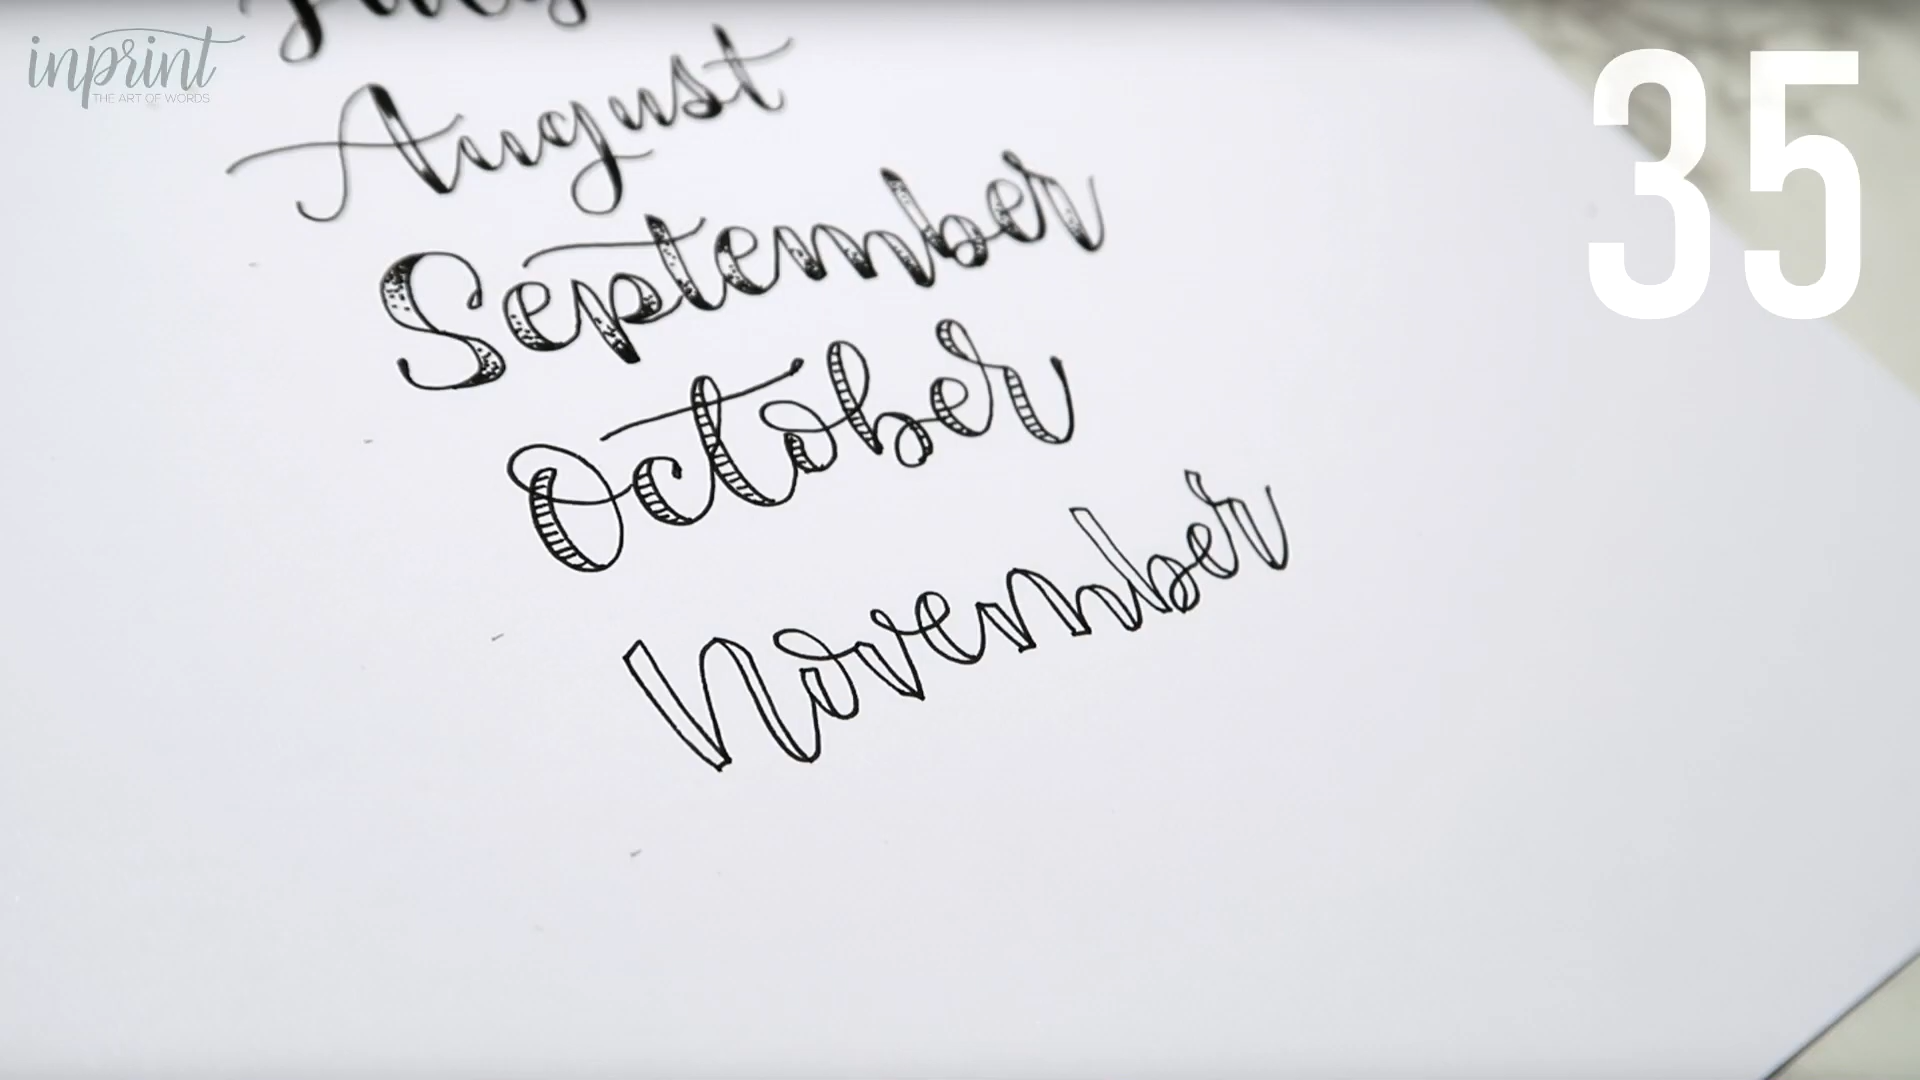 inprint
THE ART OF WORDS
35
August
September
October
November